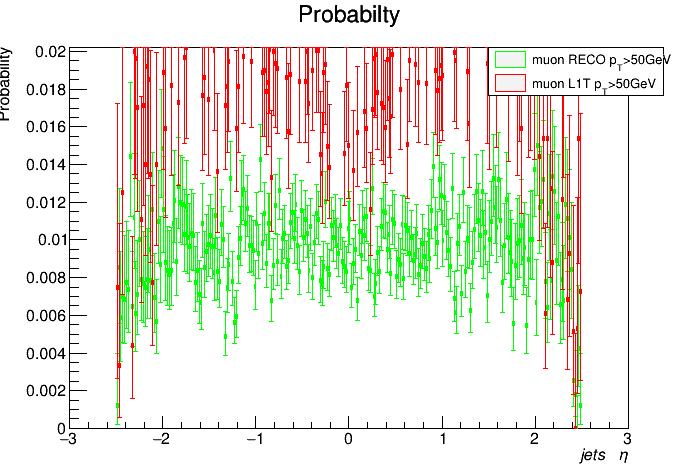 Probabilty
Probability
0.02
0.018
0.016
0.014
0.012
0.01
0.008
0.006
0.004
0.002
0
muon RECO p_T>50GeV
muon L1T p_T>50GeV
−3 −2 −1 0 1 2 3
jets η